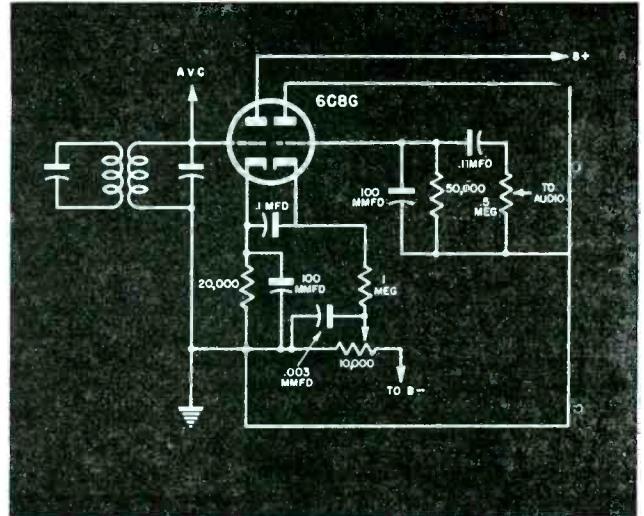 B+
AVC
6C8G
.1 MFD
100
MMFD
50,000
.11MFD
.5
MEG
TO
AUDIO
20,000
100
MMFD
.1
MEG
.003
MMFD
10,000
TO B-